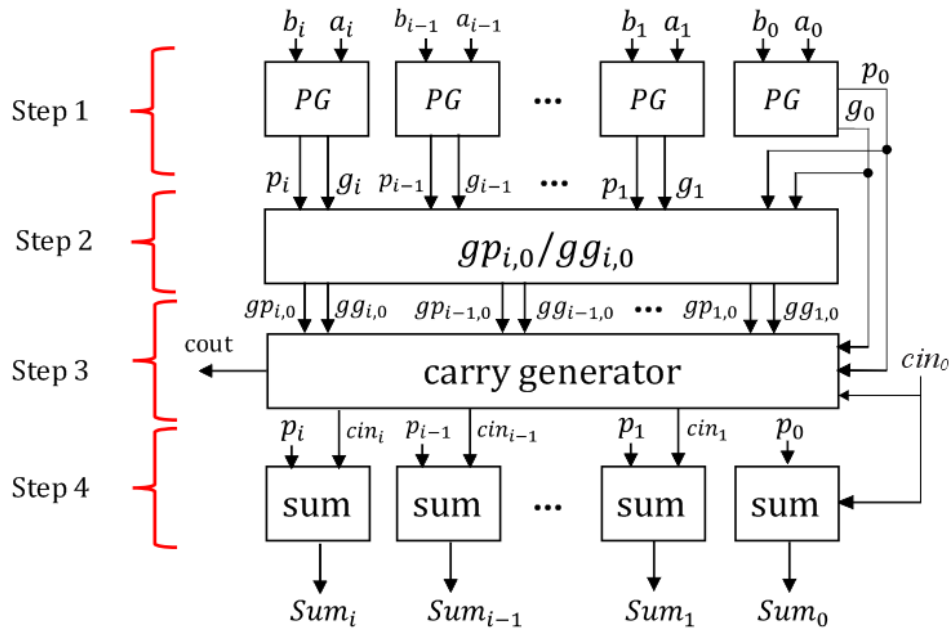 b_i a_i b_{i−1} a_{i−1} b_1 a_1 b_0 a_0
p_0
Step 1 PG PG ••• PG PG
g_0
p_i g_i p_{i−1} g_{i−1} ••• p_1 g_1
Step 2 gp_{i,0}/gg_{i,0}
gp_{i,0} gg_{i,0} gp_{i−1,0} gg_{i−1,0} ••• gp_{1,0} gg_{1,0}
cout cin_0
Step 3 carry generator
p_i cin_i p_{i−1} cin_{i−1} p_1 cin_1 p_0
Step 4 sum sum ••• sum sum
Sum_i Sum_{i−1} Sum_1 Sum_0